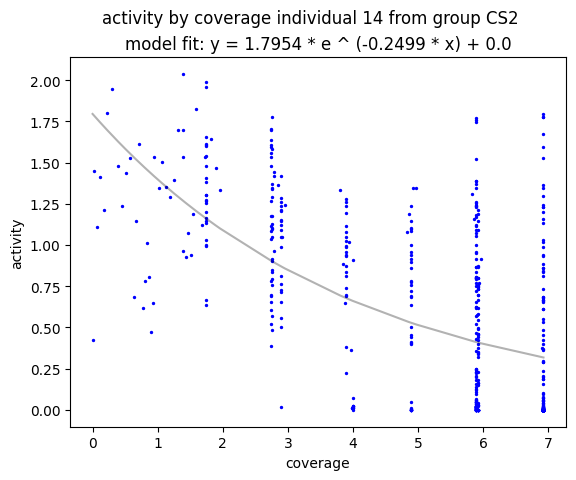 activity by coverage individual 14 from group CS2
model fit: y = 1.7954 * e ^ (-0.2499 * x) + 0.0
2.00
1.75
1.50
1.25
1.00
0.75
0.50
0.25
0.00
activity
0 1 2 3 4 5 6 7
coverage